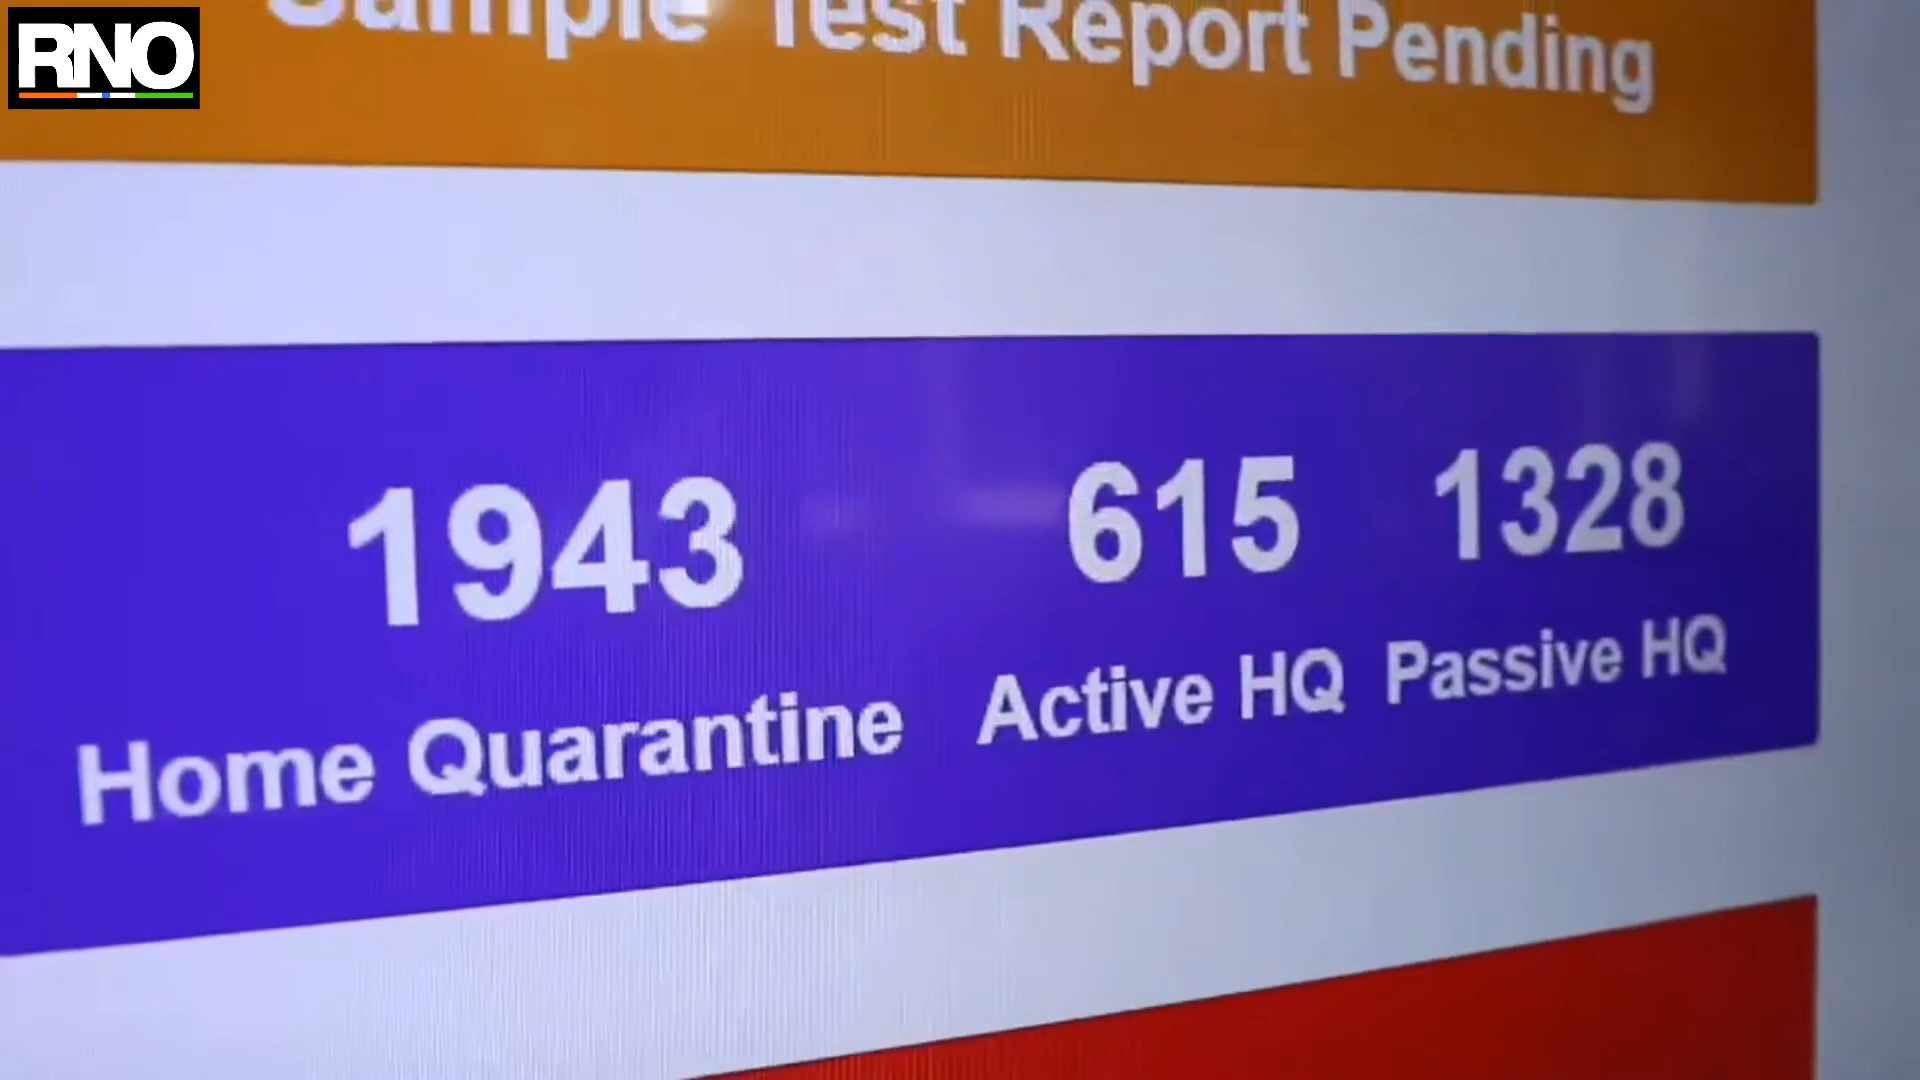 RNO
Sample Test Report Pending
1943 615 1328
Home Quarantine Active HQ Passive HQ